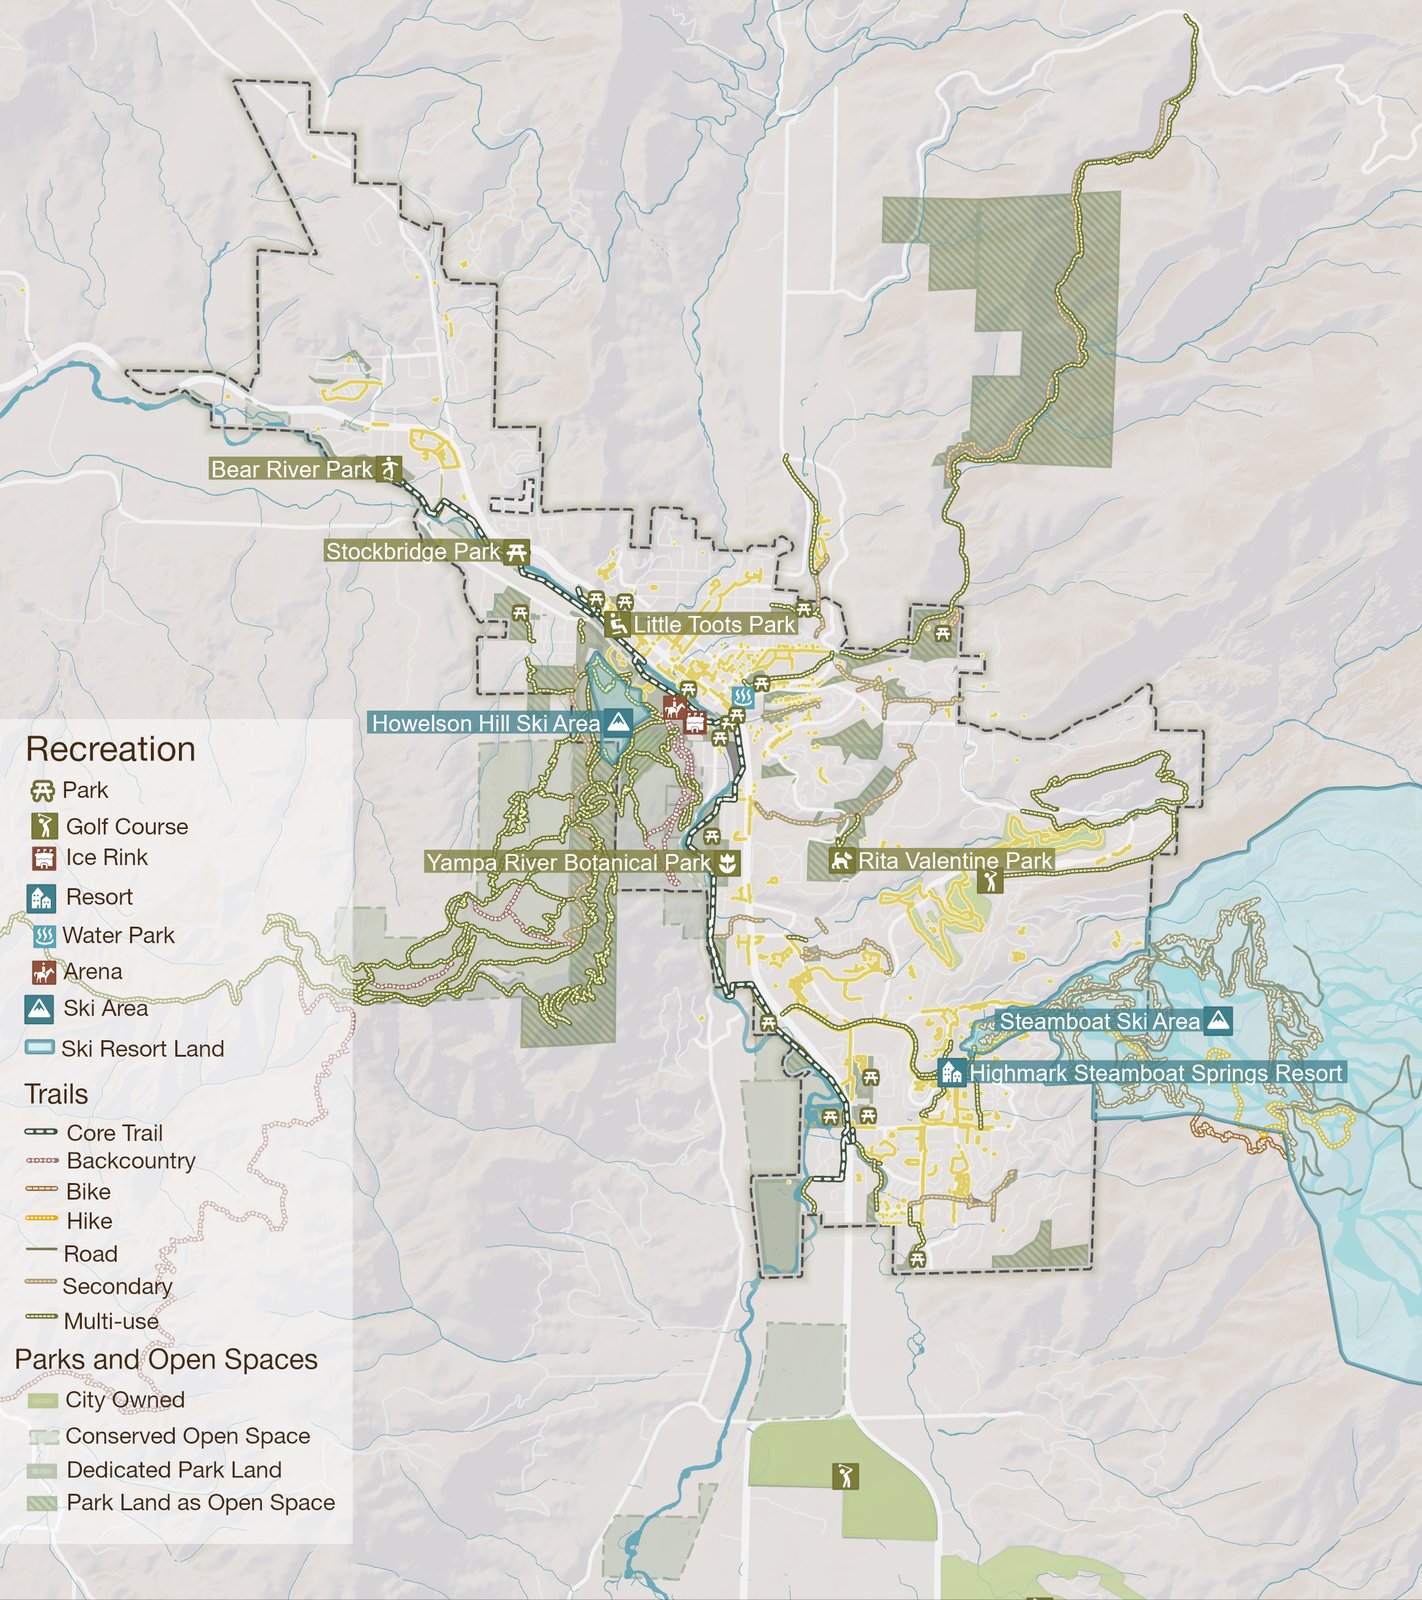 Bear River Park
Stockbridge Park
Little Toots Park
Howelson Hill Ski Area
Yampa River Botanical Park
Rita Valentine Park
Steamboat Ski Area
Highmark Steamboat Springs Resort
Recreation
Park
Golf Course
Ice Rink
Resort
Water Park
Arena
Ski Area
Ski Resort Land
Trails
Core Trail
Backcountry
Bike
Hike
Road
Secondary
Multi-use
Parks and Open Spaces
City Owned
Conserved Open Space
Dedicated Park Land
Park Land as Open Space